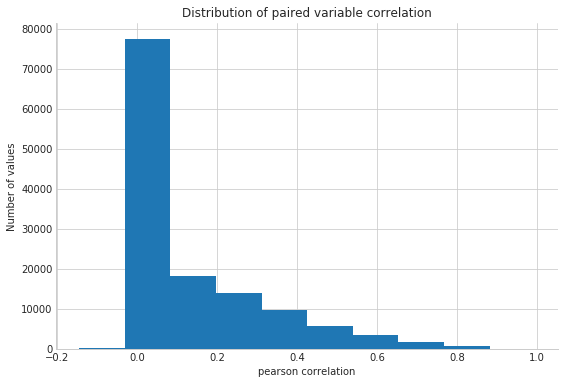 Distribution of paired variable correlation
80000
70000
60000
50000
40000
30000
20000
10000
0
Number of values
−0.2 0.0 0.2 0.4 0.6 0.8 1.0
pearson correlation